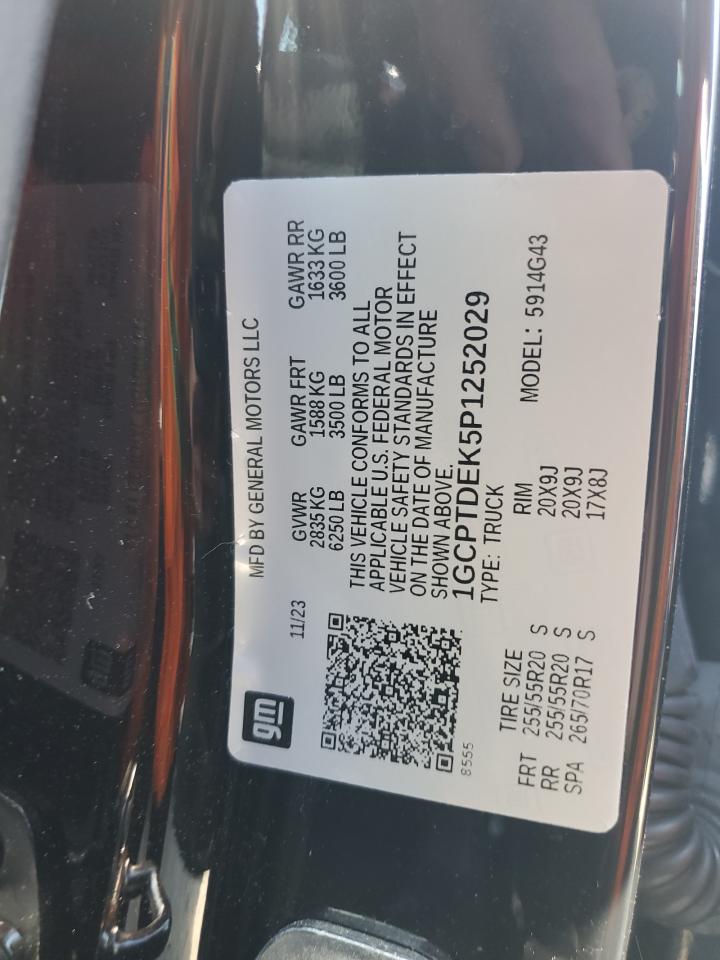 gm
MFD BY GENERAL MOTORS LLC
11/23 GVWR GAWR FRT GAWR RR
2835 KG 1588 KG 1633 KG
6250 LB 3500 LB 3600 LB
THIS VEHICLE CONFORMS TO ALL
APPLICABLE U.S. FEDERAL MOTOR
VEHICLE SAFETY STANDARDS IN EFFECT
ON THE DATE OF MANUFACTURE
SHOWN ABOVE.
1GCPTDEK5P1252029
8555 TYPE: TRUCK
TIRE SIZE RIM MODEL: 5914G43
FRT 255/55R20 S 20X9J
RR 255/55R20 S 20X9J
SPA 265/70R17 S 17X8J